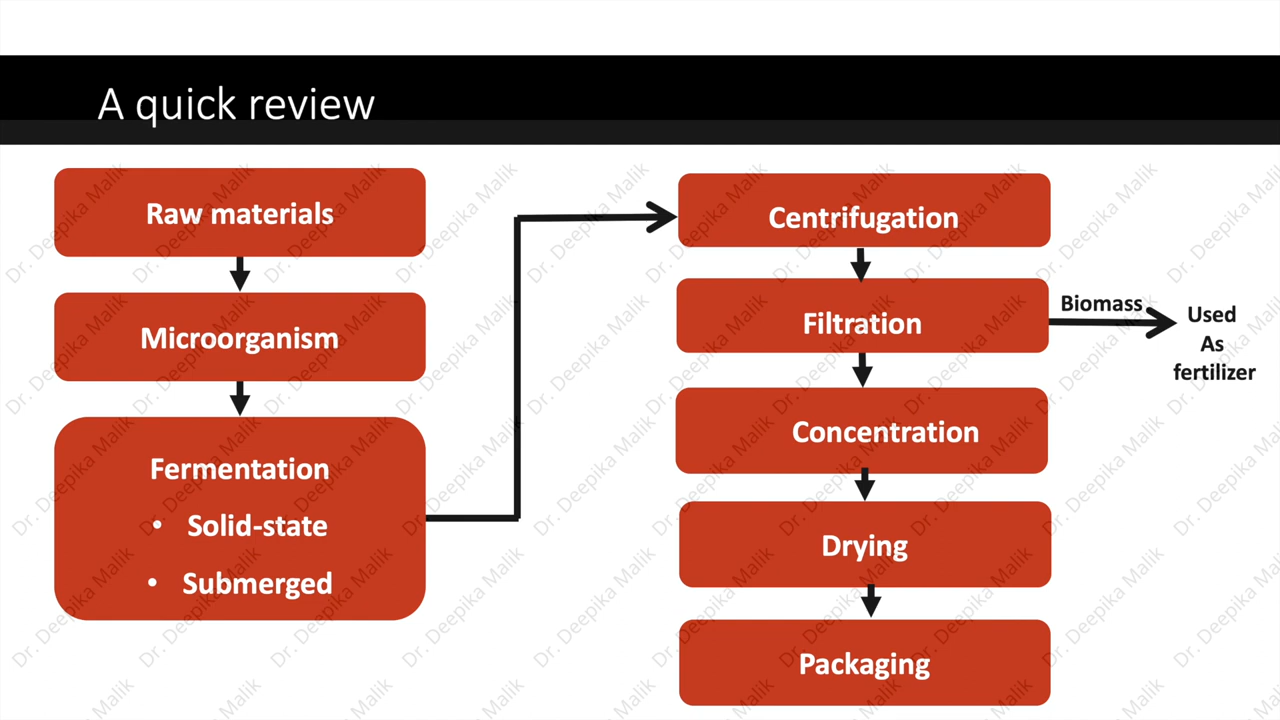 A quick review
Raw materials
Microorganism
Fermentation
• Solid-state
• Submerged
Centrifugation
Filtration
Biomass
Used
As
fertilizer
Concentration
Drying
Packaging
Dr. Deepika Malik